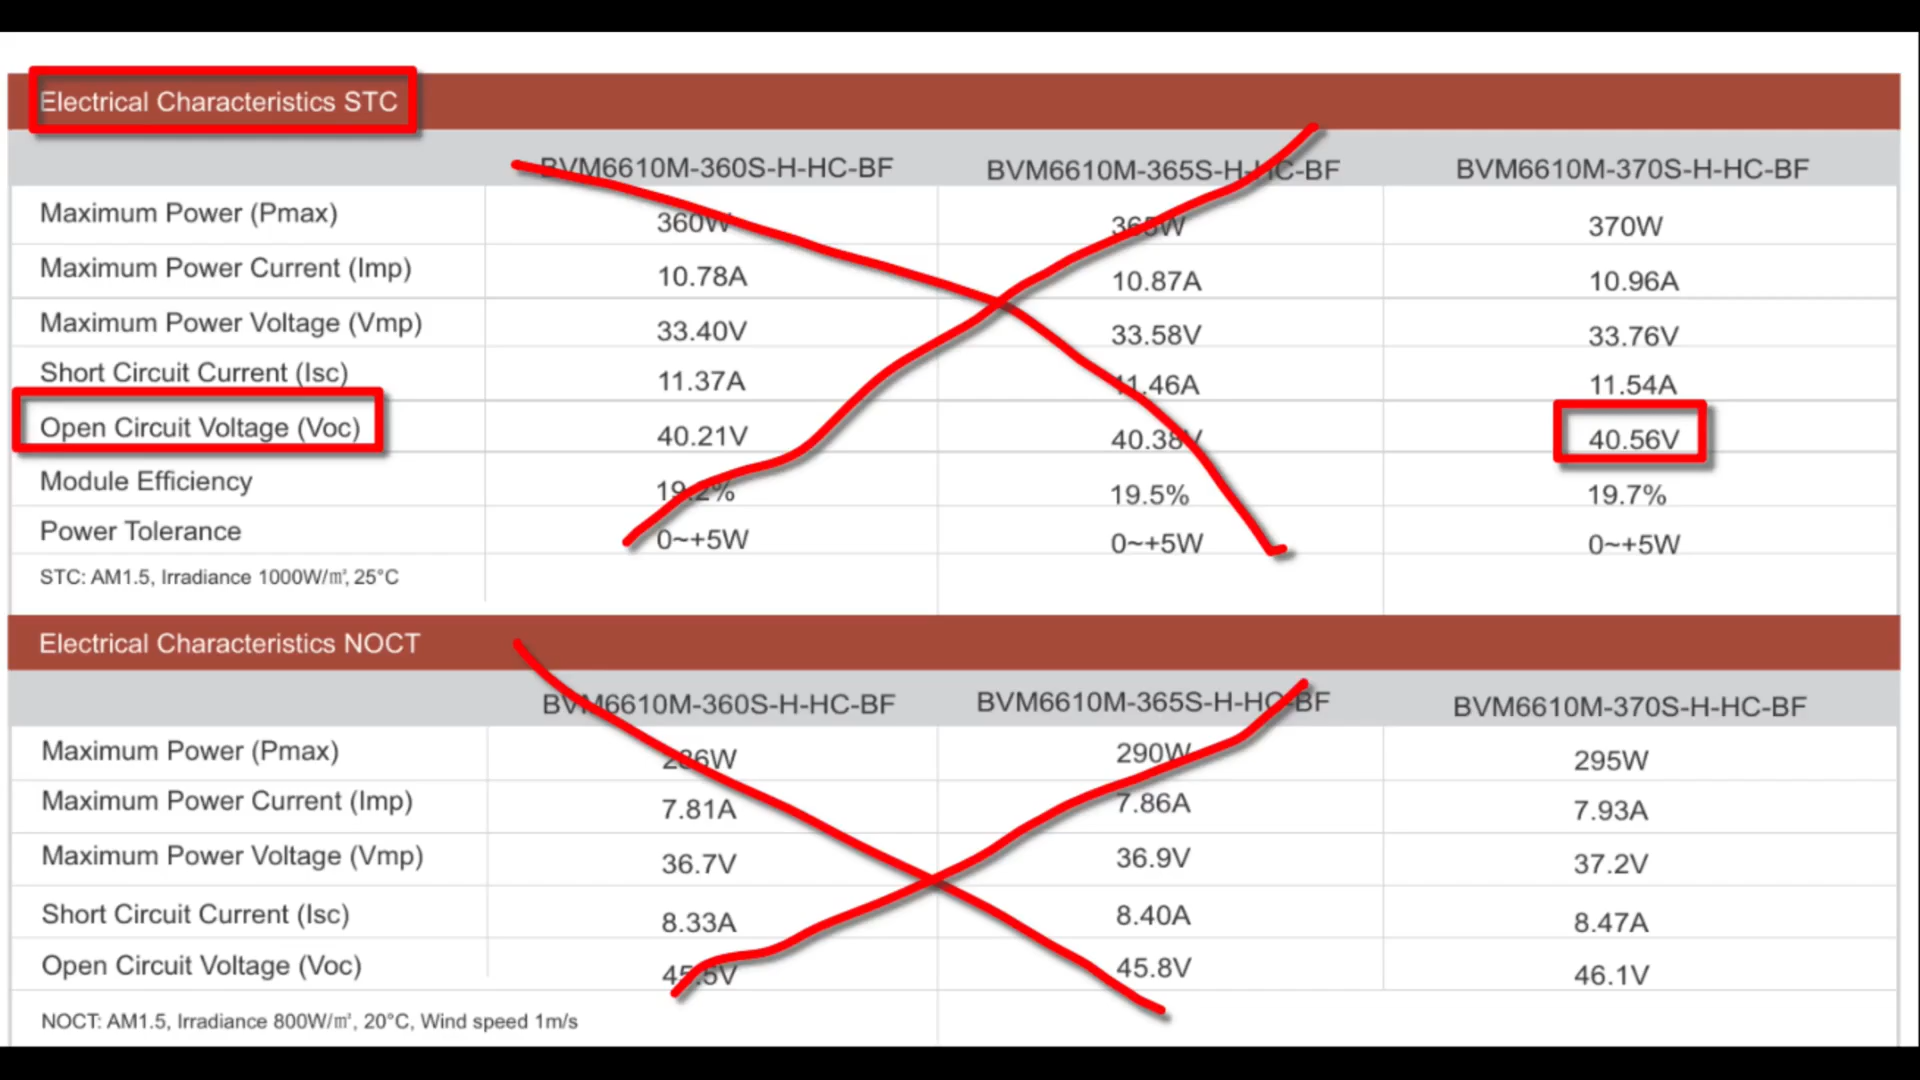 Electrical Characteristics STC
BVM6610M-360S-H-HC-BF BVM6610M-365S-H-HC-BF BVM6610M-370S-H-HC-BF
Maximum Power (Pmax) 360W 365W 370W
Maximum Power Current (Imp) 10.78A 10.87A 10.96A
Maximum Power Voltage (Vmp) 33.40V 33.58V 33.76V
Short Circuit Current (Isc) 11.37A 11.46A 11.54A
Open Circuit Voltage (Voc) 40.21V 40.38V 40.56V
Module Efficiency 19.2% 19.5% 19.7%
Power Tolerance 0~+5W 0~+5W 0~+5W
STC: AM1.5, Irradiance 1000W/㎡, 25°C
Electrical Characteristics NOCT
BVM6610M-360S-H-HC-BF BVM6610M-365S-H-HC-BF BVM6610M-370S-H-HC-BF
Maximum Power (Pmax) 286W 290W 295W
Maximum Power Current (Imp) 7.81A 7.86A 7.93A
Maximum Power Voltage (Vmp) 36.7V 36.9V 37.2V
Short Circuit Current (Isc) 8.33A 8.40A 8.47A
Open Circuit Voltage (Voc) 45.5V 45.8V 46.1V
NOCT: AM1.5, Irradiance 800W/㎡, 20°C, Wind speed 1m/s